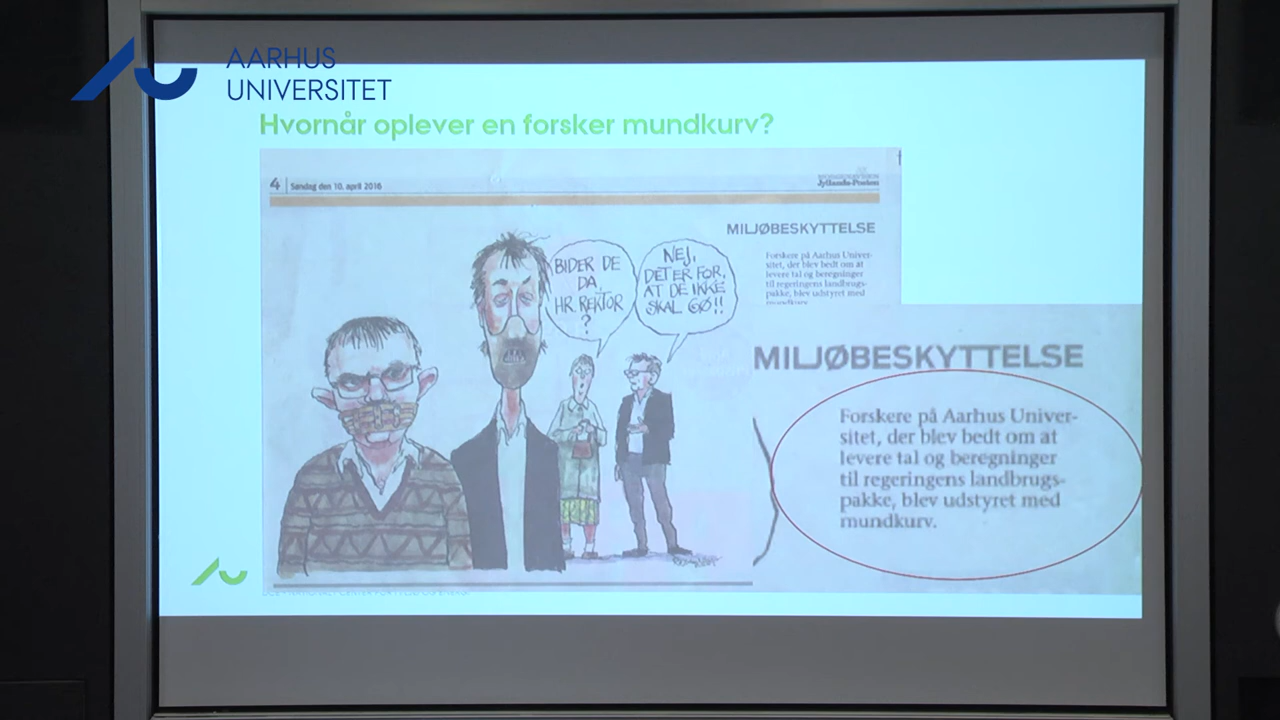 AARHUS
UNIVERSITET
Hvornår oplever en forsker mundkurv?
4 Søndag den 10. april 2016
Jyllands-Posten
MILJØBESKYTTELSE
Forskere på Aarhus Univer-
sitet, der blev bedt om at
levere tal og beregninger
til regeringens landbrugs-
pakke, blev udstyret med
mundkurv.
BIDER DE
DA,
HR. REKTOR
?
NEJ,
DET ER FOR,
AT DE IKKE
SKAL GØ!!
MILJØBESKYTTELSE
Forskere på Aarhus Univer-
sitet, der blev bedt om at
levere tal og beregninger
til regeringens landbrugs-
pakke, blev udstyret med
mundkurv.